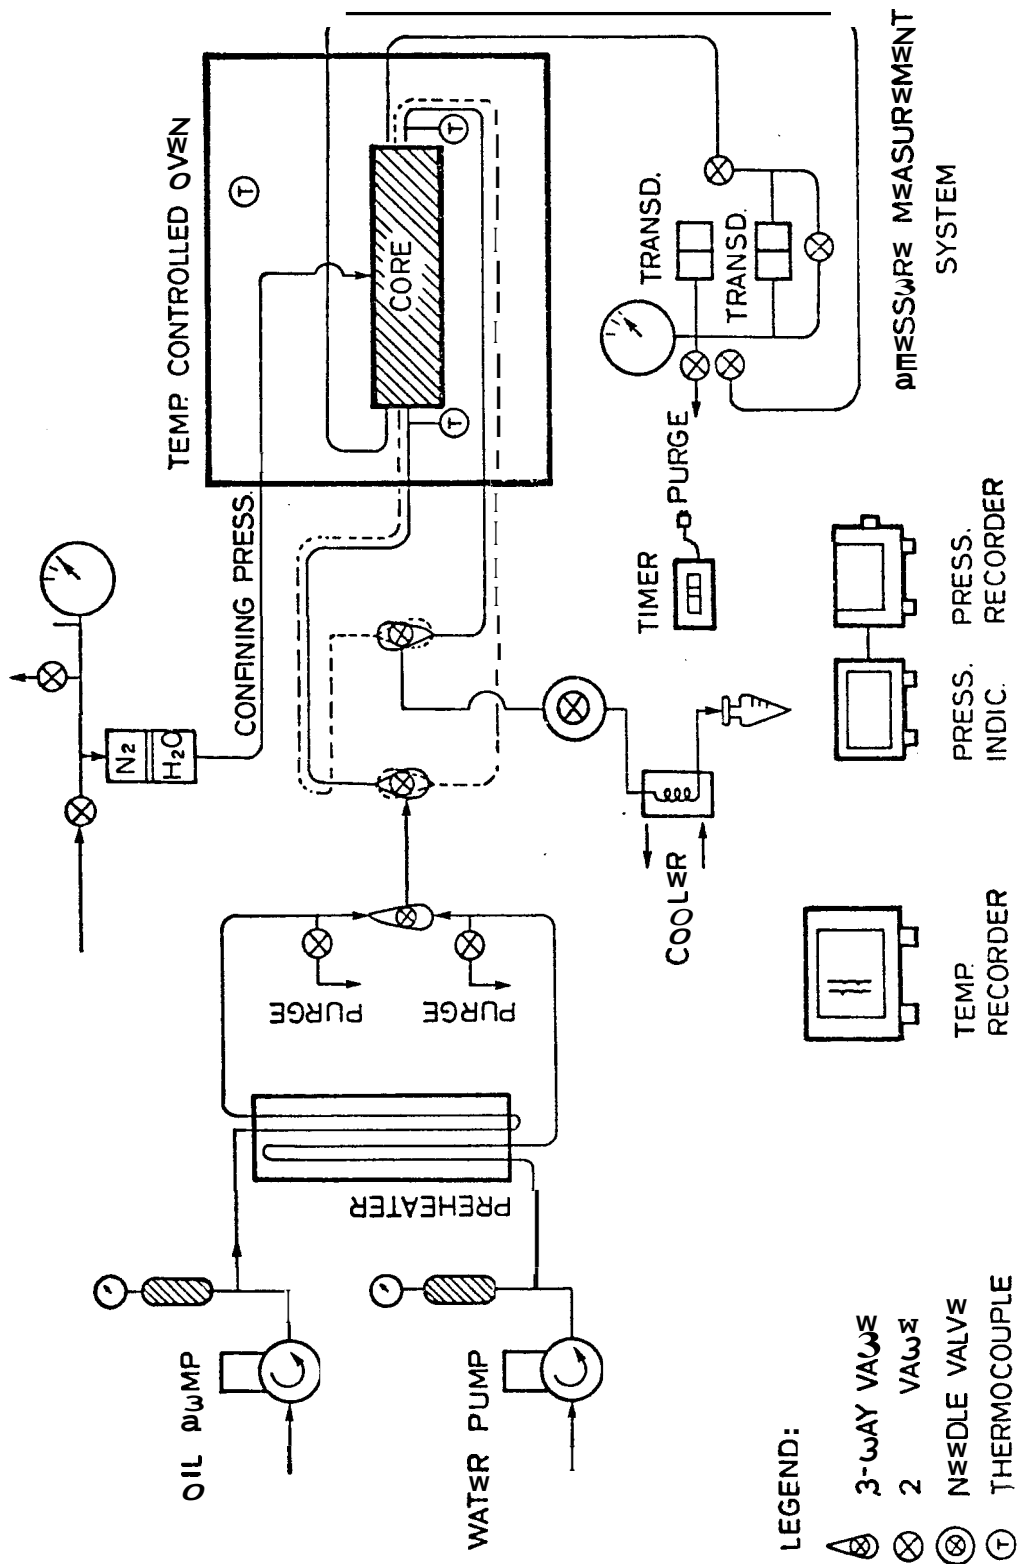 TEMP. CONTROLLED OVEN
T
CORE
T
T
CONFINING PRESS.
N2
H2O
TRANSD.
TRANSD.
PRESSURE MEASUREMENT
SYSTEM
PURGE
TIMER
PRESS.
RECORDER
PRESS.
INDIC.
COOLER
TEMP.
RECORDER
PURGE
PURGE
PREHEATER
OIL PUMP
WATER PUMP
LEGEND:
3-WAY VALVE
2 VALVE
NEEDLE VALVE
T THERMOCOUPLE